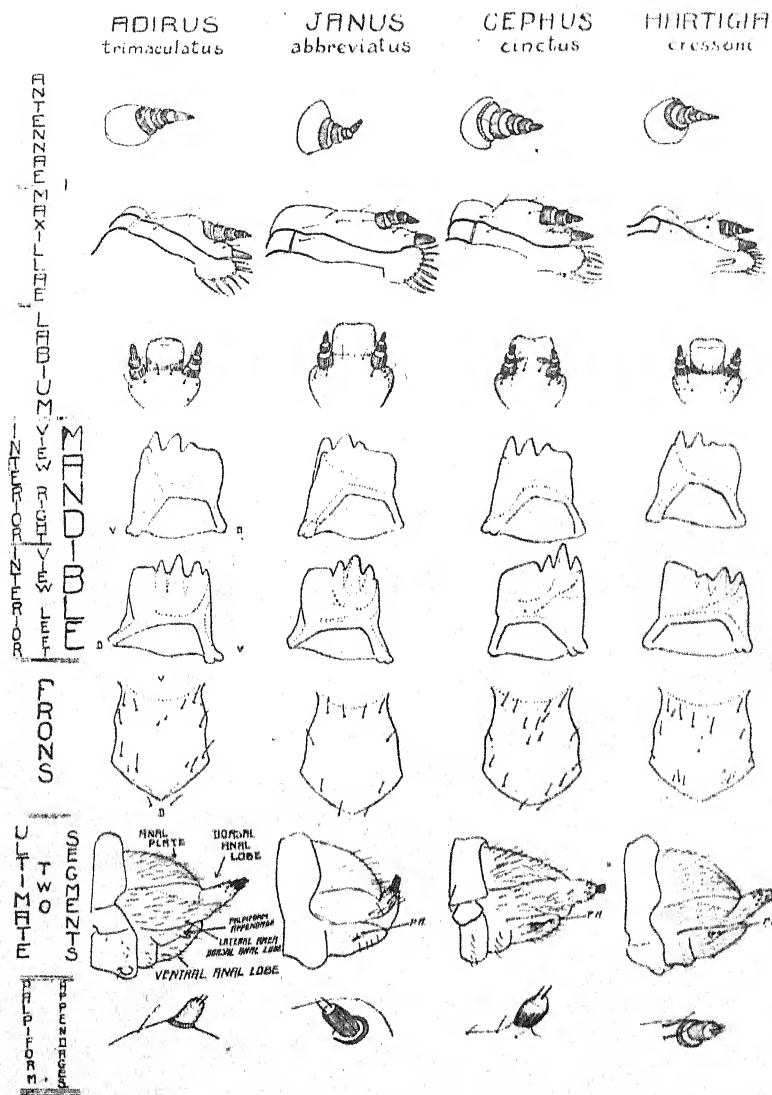 ADIRUS
trimaculatus
JANUS
abbreviatus
CEPHUS
cinctus
HARTIGIA
cressoni
ANTENNAE
MAXILLAE
LABIUM
MANDIBLE
INTERIOR
VIEW RIGHT
V
D
INTERIOR
VIEW LEFT
D
V
FRONS
V
D
ULTIMATE
TWO
SEGMENTS
ANAL
PLATE
DORSAL
ANAL
LOBE
PALPIFORM
APPENDAGE
LATERAL AREA
DORSAL ANAL LOBE
VENTRAL ANAL LOBE
P.A.
P.A.
PALPIFORM
APPENDAGES